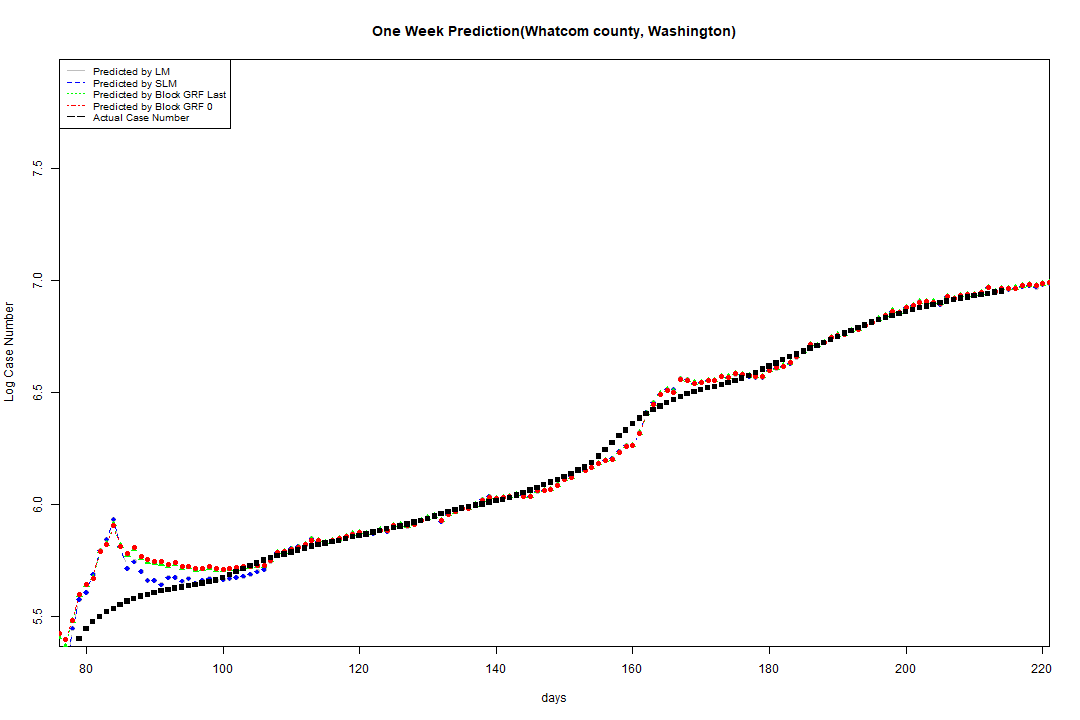 One Week Prediction(Whatcom county, Washington)
Predicted by LM
Predicted by SLM
Predicted by Block GRF Last
Predicted by Block GRF 0
Actual Case Number
7.5
7.0
6.5
6.0
5.5
Log Case Number
80 100 120 140 160 180 200 220
days